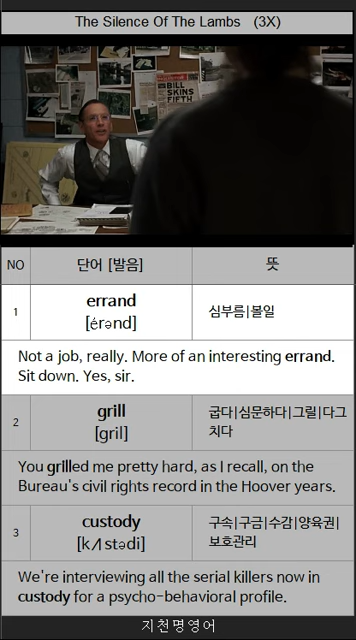 The Silence Of The Lambs (3X)
BILL
SKINS
FIFTH
NO 단어 [발음] 뜻
1 errand 심부름|볼일
[érənd]
Not a job, really. More of an interesting errand.
Sit down. Yes, sir.
2 grill 굽다|심문하다|그릴|다그
[gril] 치다
You grilled me pretty hard, as I recall, on the
Bureau's civil rights record in the Hoover years.
3 custody 구속|구금|수감|양육권|
[kʌ́stədi] 보호관리
We're interviewing all the serial killers now in
custody for a psycho-behavioral profile.
지천명영어